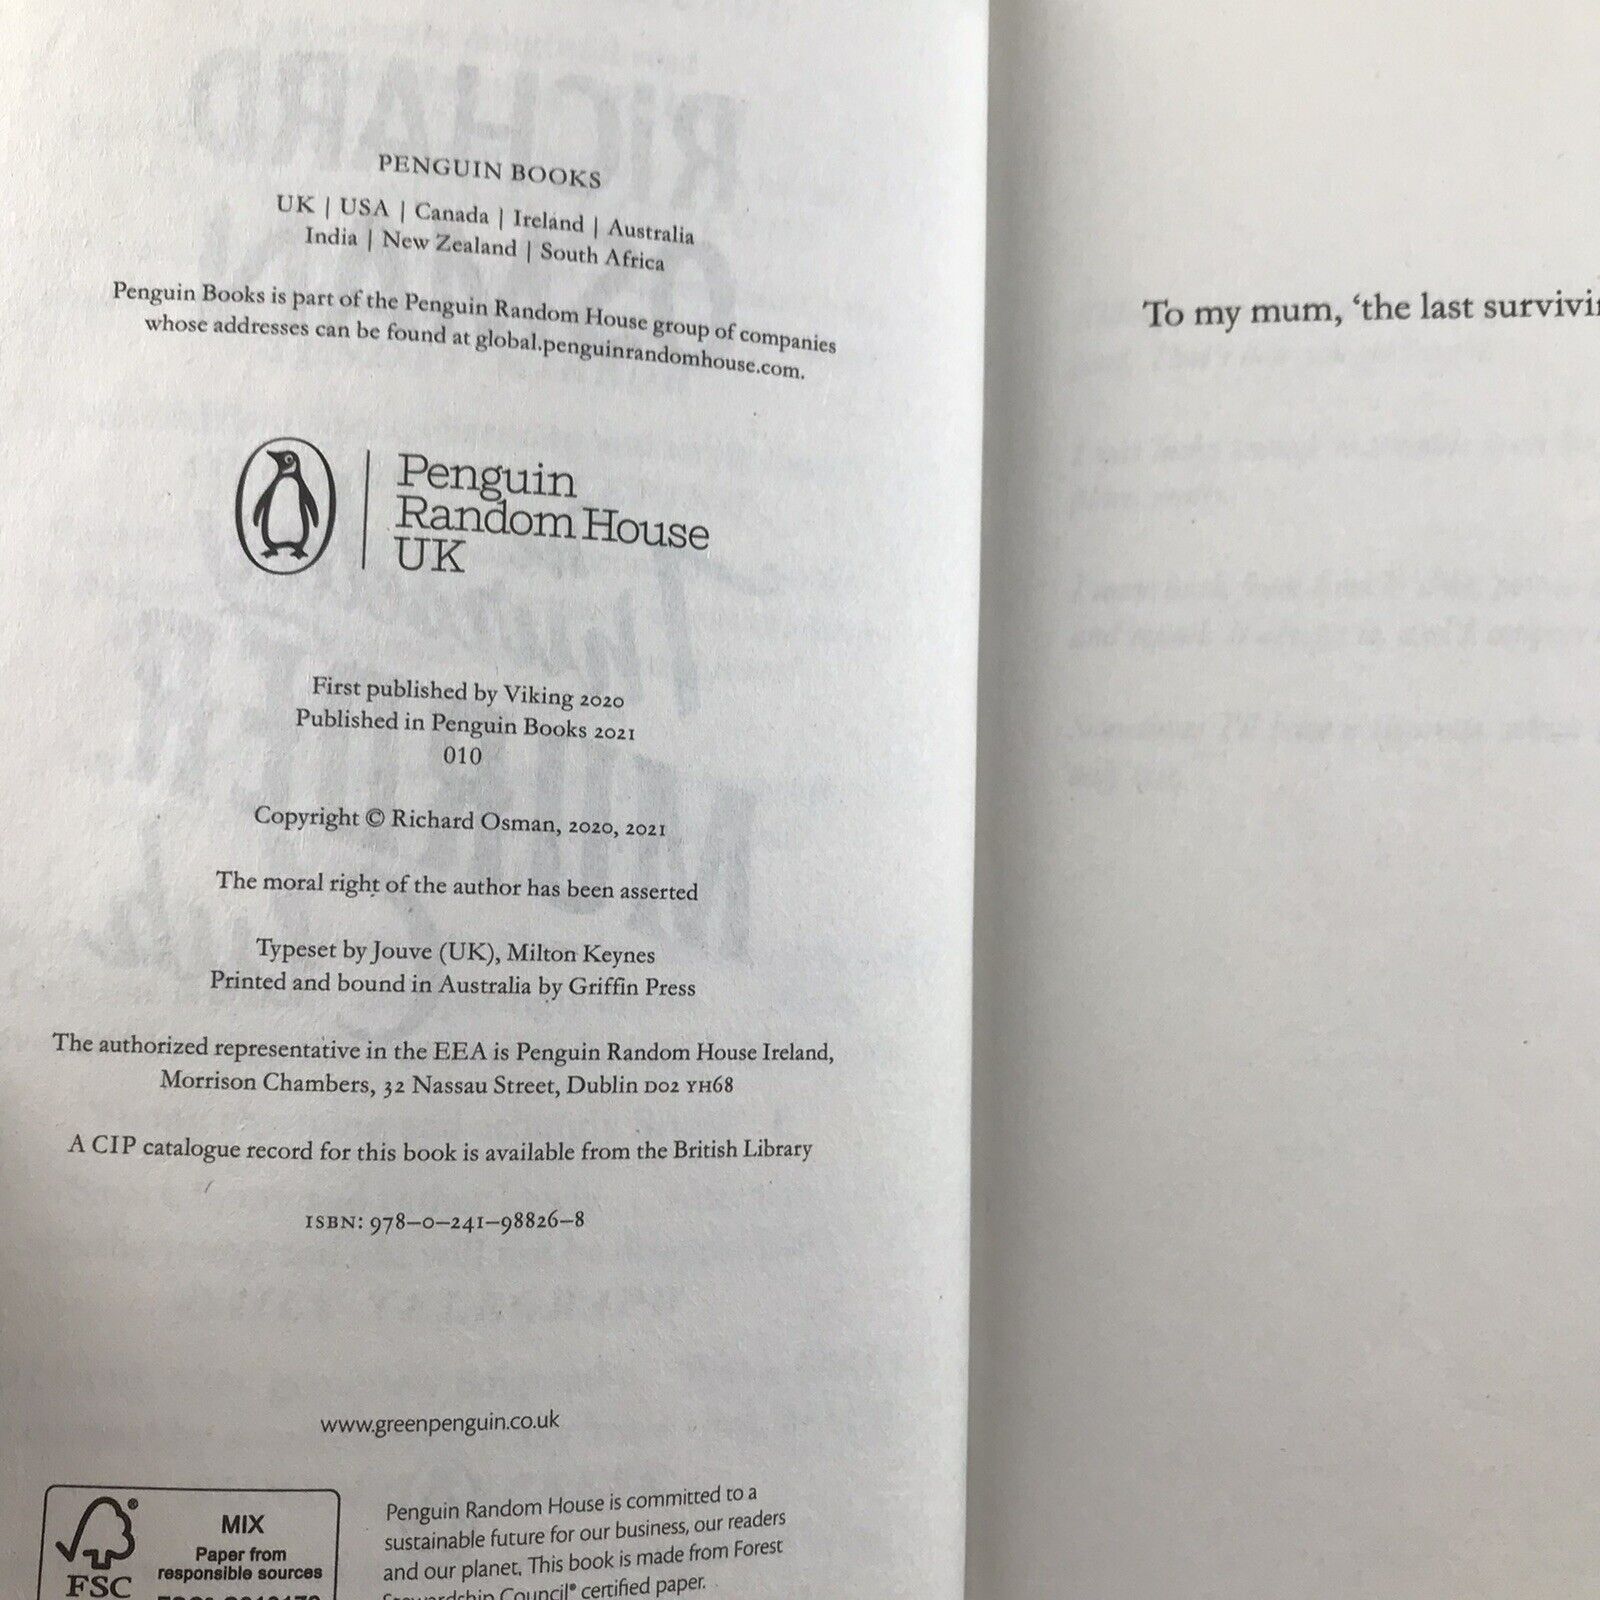 PENGUIN BOOKS
UK | USA | Canada | Ireland | Australia
India | New Zealand | South Africa
Penguin Books is part of the Penguin Random House group of companies
whose addresses can be found at global.penguinrandomhouse.com.
Penguin
Random House
UK
First published by Viking 2020
Published in Penguin Books 2021
010
Copyright © Richard Osman, 2020, 2021
The moral right of the author has been asserted
Typeset by Jouve (UK), Milton Keynes
Printed and bound in Australia by Griffin Press
The authorized representative in the EEA is Penguin Random House Ireland,
Morrison Chambers, 32 Nassau Street, Dublin D02 YH68
A CIP catalogue record for this book is available from the British Library
ISBN: 978–0–241–98826–8
www.greenpenguin.co.uk
FSC
MIX
Paper from
responsible sources
Penguin Random House is committed to a
sustainable future for our business, our readers
and our planet. This book is made from Forest
Stewardship Council® certified paper.
To my mum, ‘the last survivin